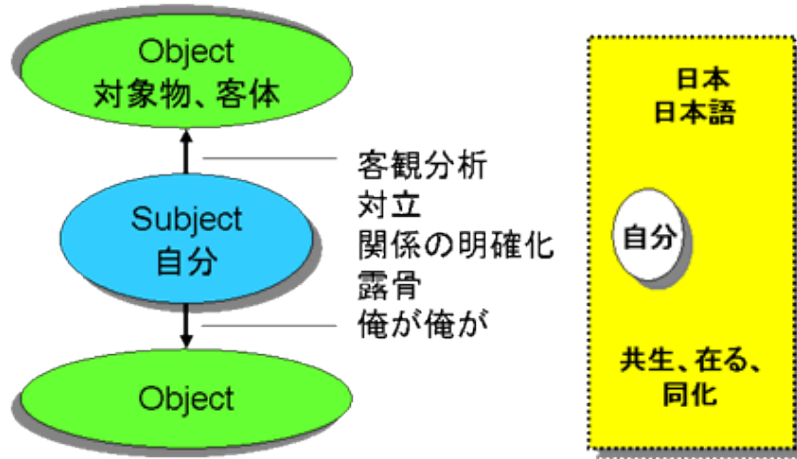 Object
対象物、客体
Subject
自分
Object
客観分析
対立
関係の明確化
露骨
俺が俺が
日本
日本語
自分
共生、在る、
同化